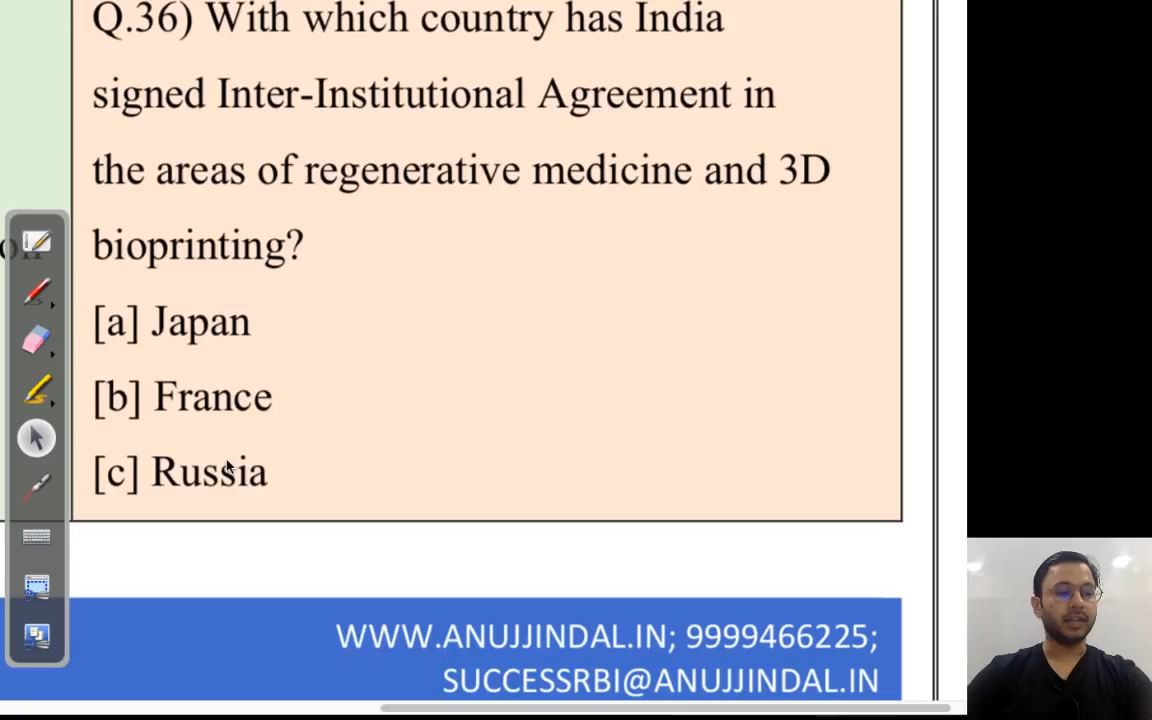 Q.36) With which country has India
signed Inter-Institutional Agreement in
the areas of regenerative medicine and 3D
bioprinting?
[a] Japan
[b] France
[c] Russia
WWW.ANUJJINDAL.IN; 9999466225;
SUCCESSRBI@ANUJJINDAL.IN